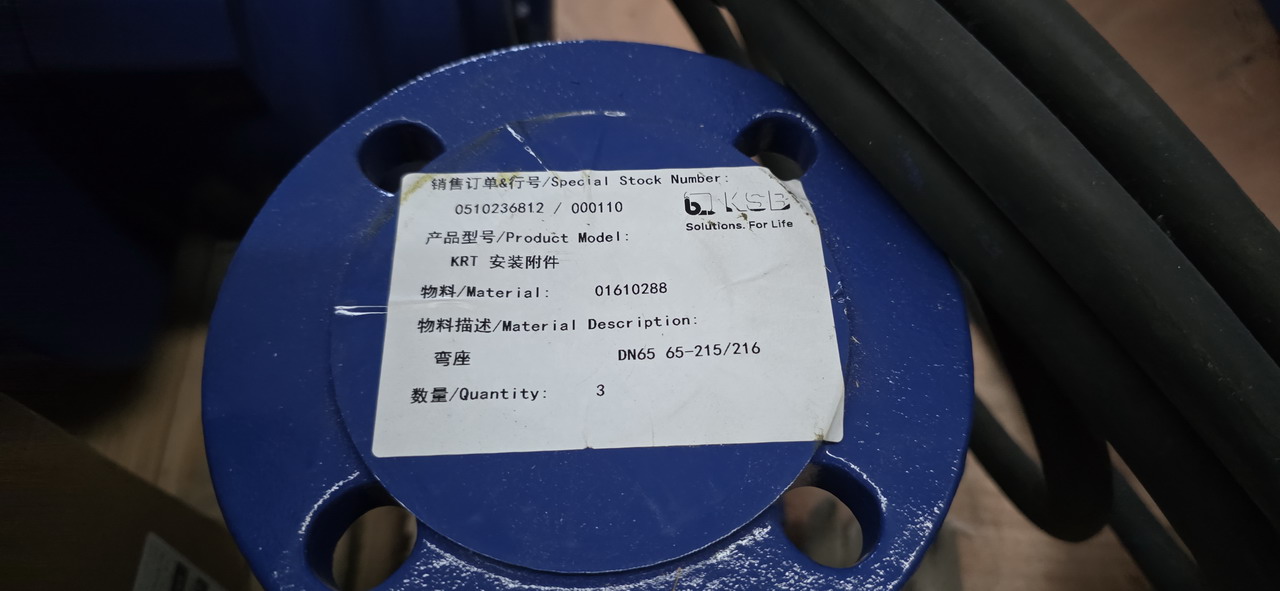 销售订单&行号/Special Stock Number:
0510236812 / 000110
KSB
Solutions. For Life
产品型号/Product Model:
KRT 安装附件
物料/Material: 01610288
物料描述/Material Description:
弯座 DN65 65-215/216
数量/Quantity: 3